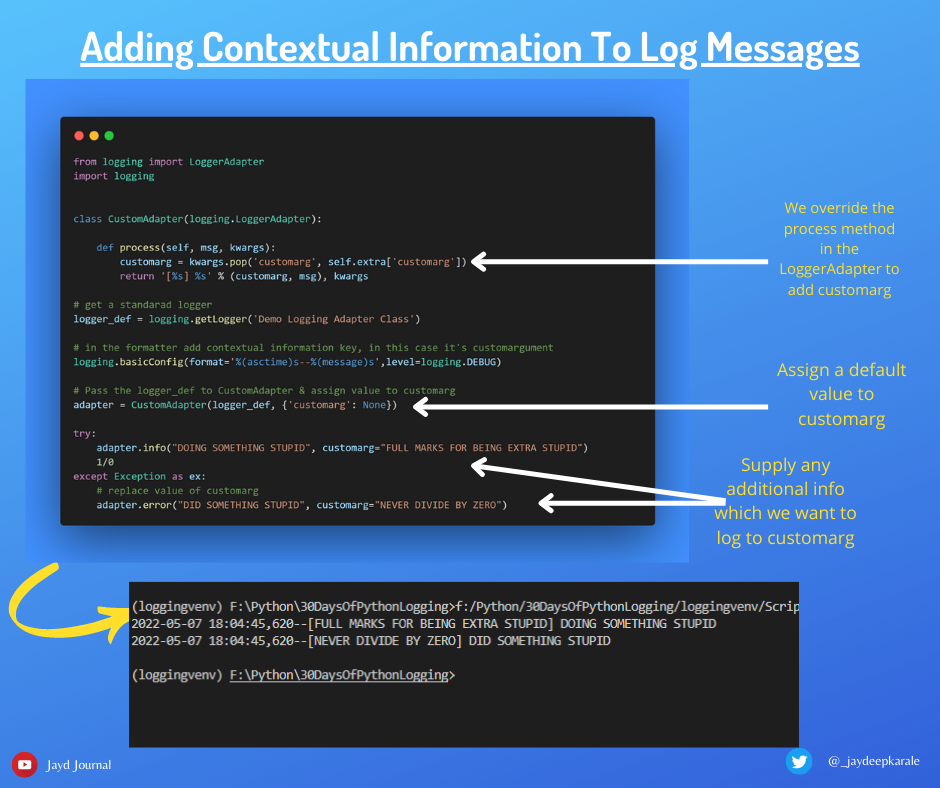 Adding Contextual Information To Log Messages
from logging import LoggerAdapter
import logging
class CustomAdapter(logging.LoggerAdapter):
    def process(self, msg, kwargs):
        customarg = kwargs.pop('customarg', self.extra['customarg'])
        return '[%s] %s' % (customarg, msg), kwargs
# get a standarad logger
logger_def = logging.getLogger('Demo Logging Adapter Class')
# in the formatter add contextual information key, in this case it's customargument
logging.basicConfig(format='%(asctime)s--%(message)s',level=logging.DEBUG)
# Pass the logger_def to CustomAdapter & assign value to customarg
adapter = CustomAdapter(logger_def, {'customarg': None})
try:
    adapter.info("DOING SOMETHING STUPID", customarg="FULL MARKS FOR BEING EXTRA STUPID")
    1/0
except Exception as ex:
    # replace value of customarg
    adapter.error("DID SOMETHING STUPID", customarg="NEVER DIVIDE BY ZERO")
We override the
process method
in the
LoggerAdapter to
add customarg
Assign a default
value to
customarg
Supply any
additional info
which we want to
log to customarg
(loggingvenv) F:\Python\30DaysOfPythonLogging>f:/Python/30DaysOfPythonLogging/loggingvenv/Scrip
2022-05-07 18:04:45,620--[FULL MARKS FOR BEING EXTRA STUPID] DOING SOMETHING STUPID
2022-05-07 18:04:45,620--[NEVER DIVIDE BY ZERO] DID SOMETHING STUPID
(loggingvenv) F:\Python\30DaysOfPythonLogging>
Jayd Journal
@_jaydeepkarale